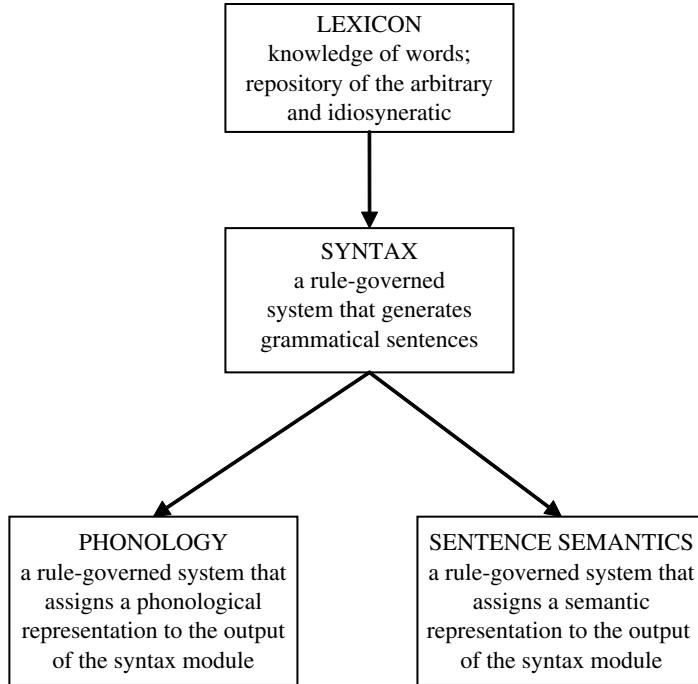 LEXICON
knowledge of words;
repository of the arbitrary
and idiosyneratic
SYNTAX
a rule-governed
system that generates
grammatical sentences
PHONOLOGY
a rule-governed system that
assigns a phonological
representation to the output
of the syntax module
SENTENCE SEMANTICS
a rule-governed system that
assigns a semantic
representation to the output
of the syntax module